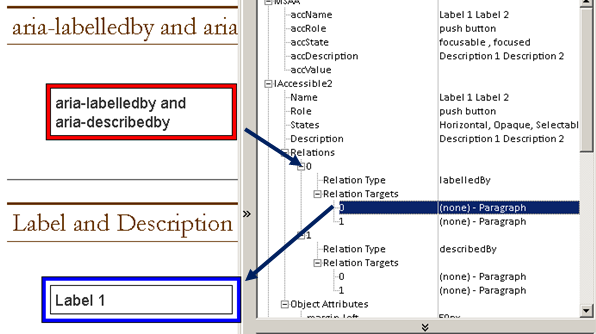 aria-labelledby and aria
aria-labelledby and
aria-describedby
Label and Description
Label 1
»
MSAA
accName Label 1 Label 2
accRole push button
accState focusable , focused
accDescription Description 1 Description 2
accValue
IAccessible2
Name Label 1 Label 2
Role push button
States Horizontal, Opaque, Selectabl
Description Description 1 Description 2
Relations
0
Relation Type labelledBy
Relation Targets
0 (none) - Paragraph
1 (none) - Paragraph
1
Relation Type describedBy
Relation Targets
0 (none) - Paragraph
1 (none) - Paragraph
Object Attributes
margin-left 50px